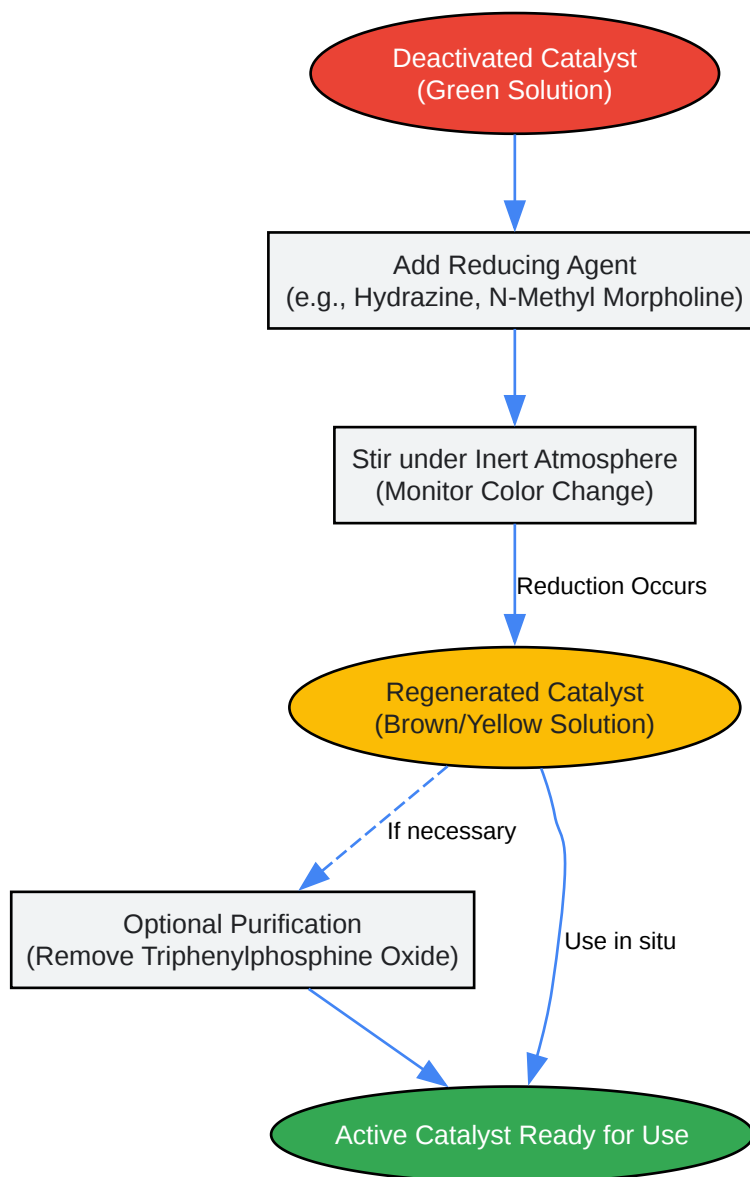 Deactivated Catalyst
(Green Solution)
Add Reducing Agent
(e.g., Hydrazine, N-Methyl Morpholine)
Stir under Inert Atmosphere
(Monitor Color Change)
Reduction Occurs
Regenerated Catalyst
(Brown/Yellow Solution)
If necessary
Optional Purification
(Remove Triphenylphosphine Oxide)
Use in situ
Active Catalyst Ready for Use